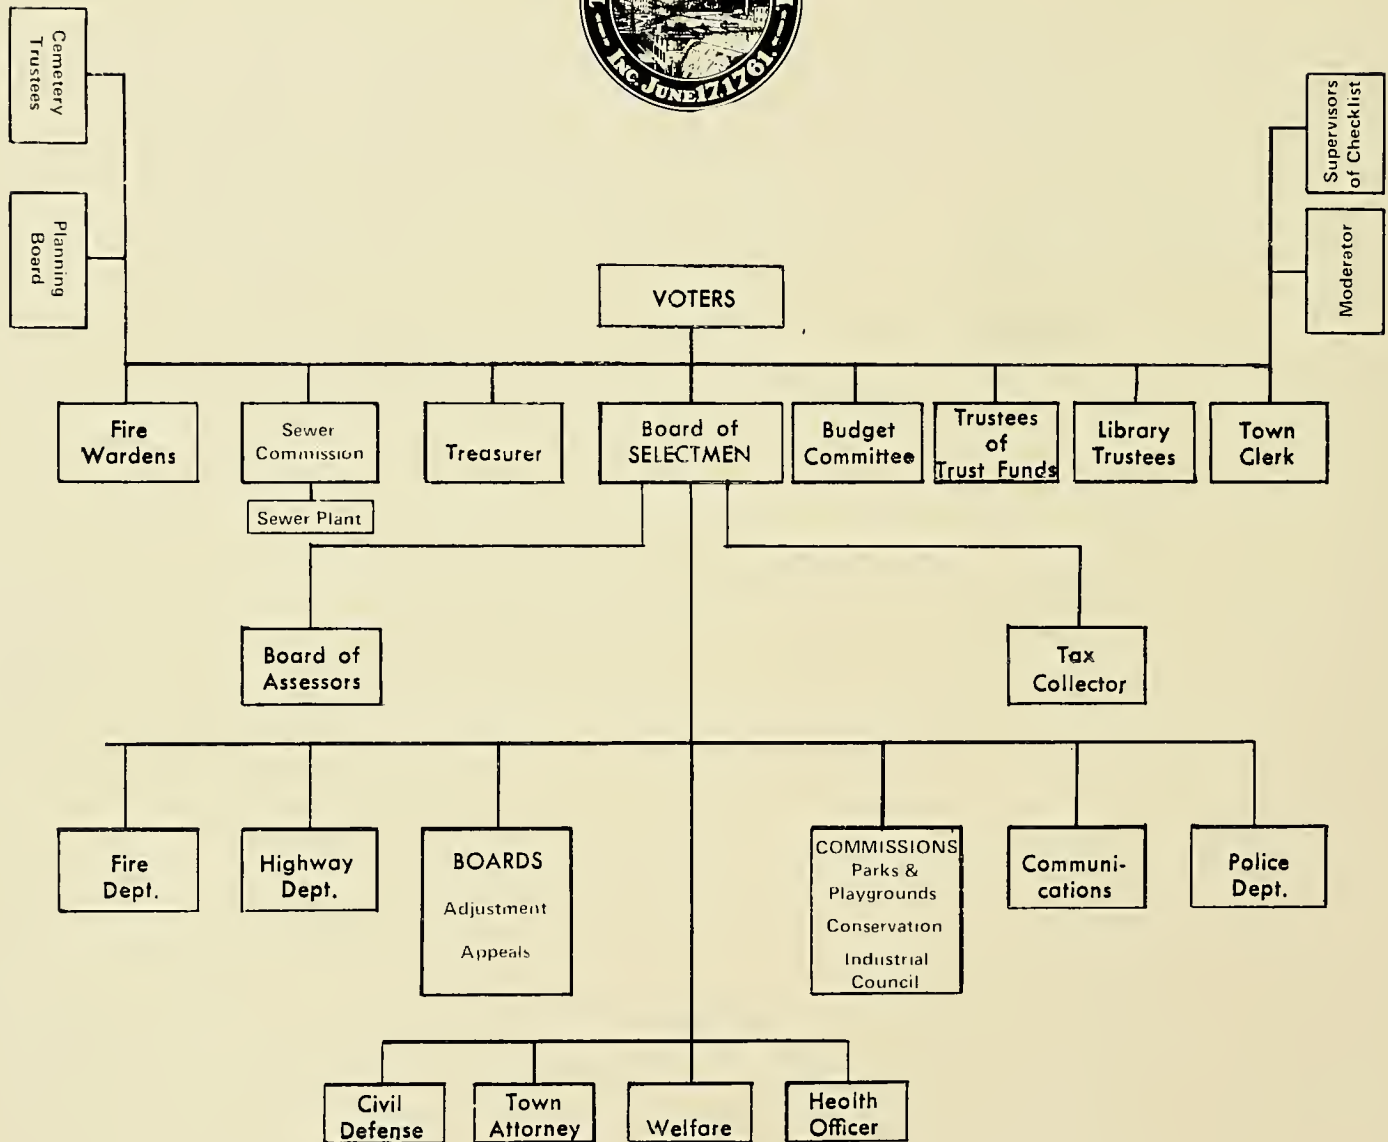 INC. JUNE 17, 1761.
Cemetery
Trustees
Planning
Board
Supervisors
of Checklist
Moderator
VOTERS
Fire
Wardens
Sewer
Commission
Sewer Plant
Treasurer
Board of
SELECTMEN
Budget
Committee
Trustees
of
Trust Funds
Library
Trustees
Town
Clerk
Board of
Assessors
Tax
Collector
Fire
Dept.
Highway
Dept.
BOARDS
Adjustment
Appeals
COMMISSIONS
Parks &
Playgrounds
Conservation
Industrial
Council
Communi-
cations
Police
Dept.
Civil
Defense
Town
Attorney
Welfare
Health
Officer